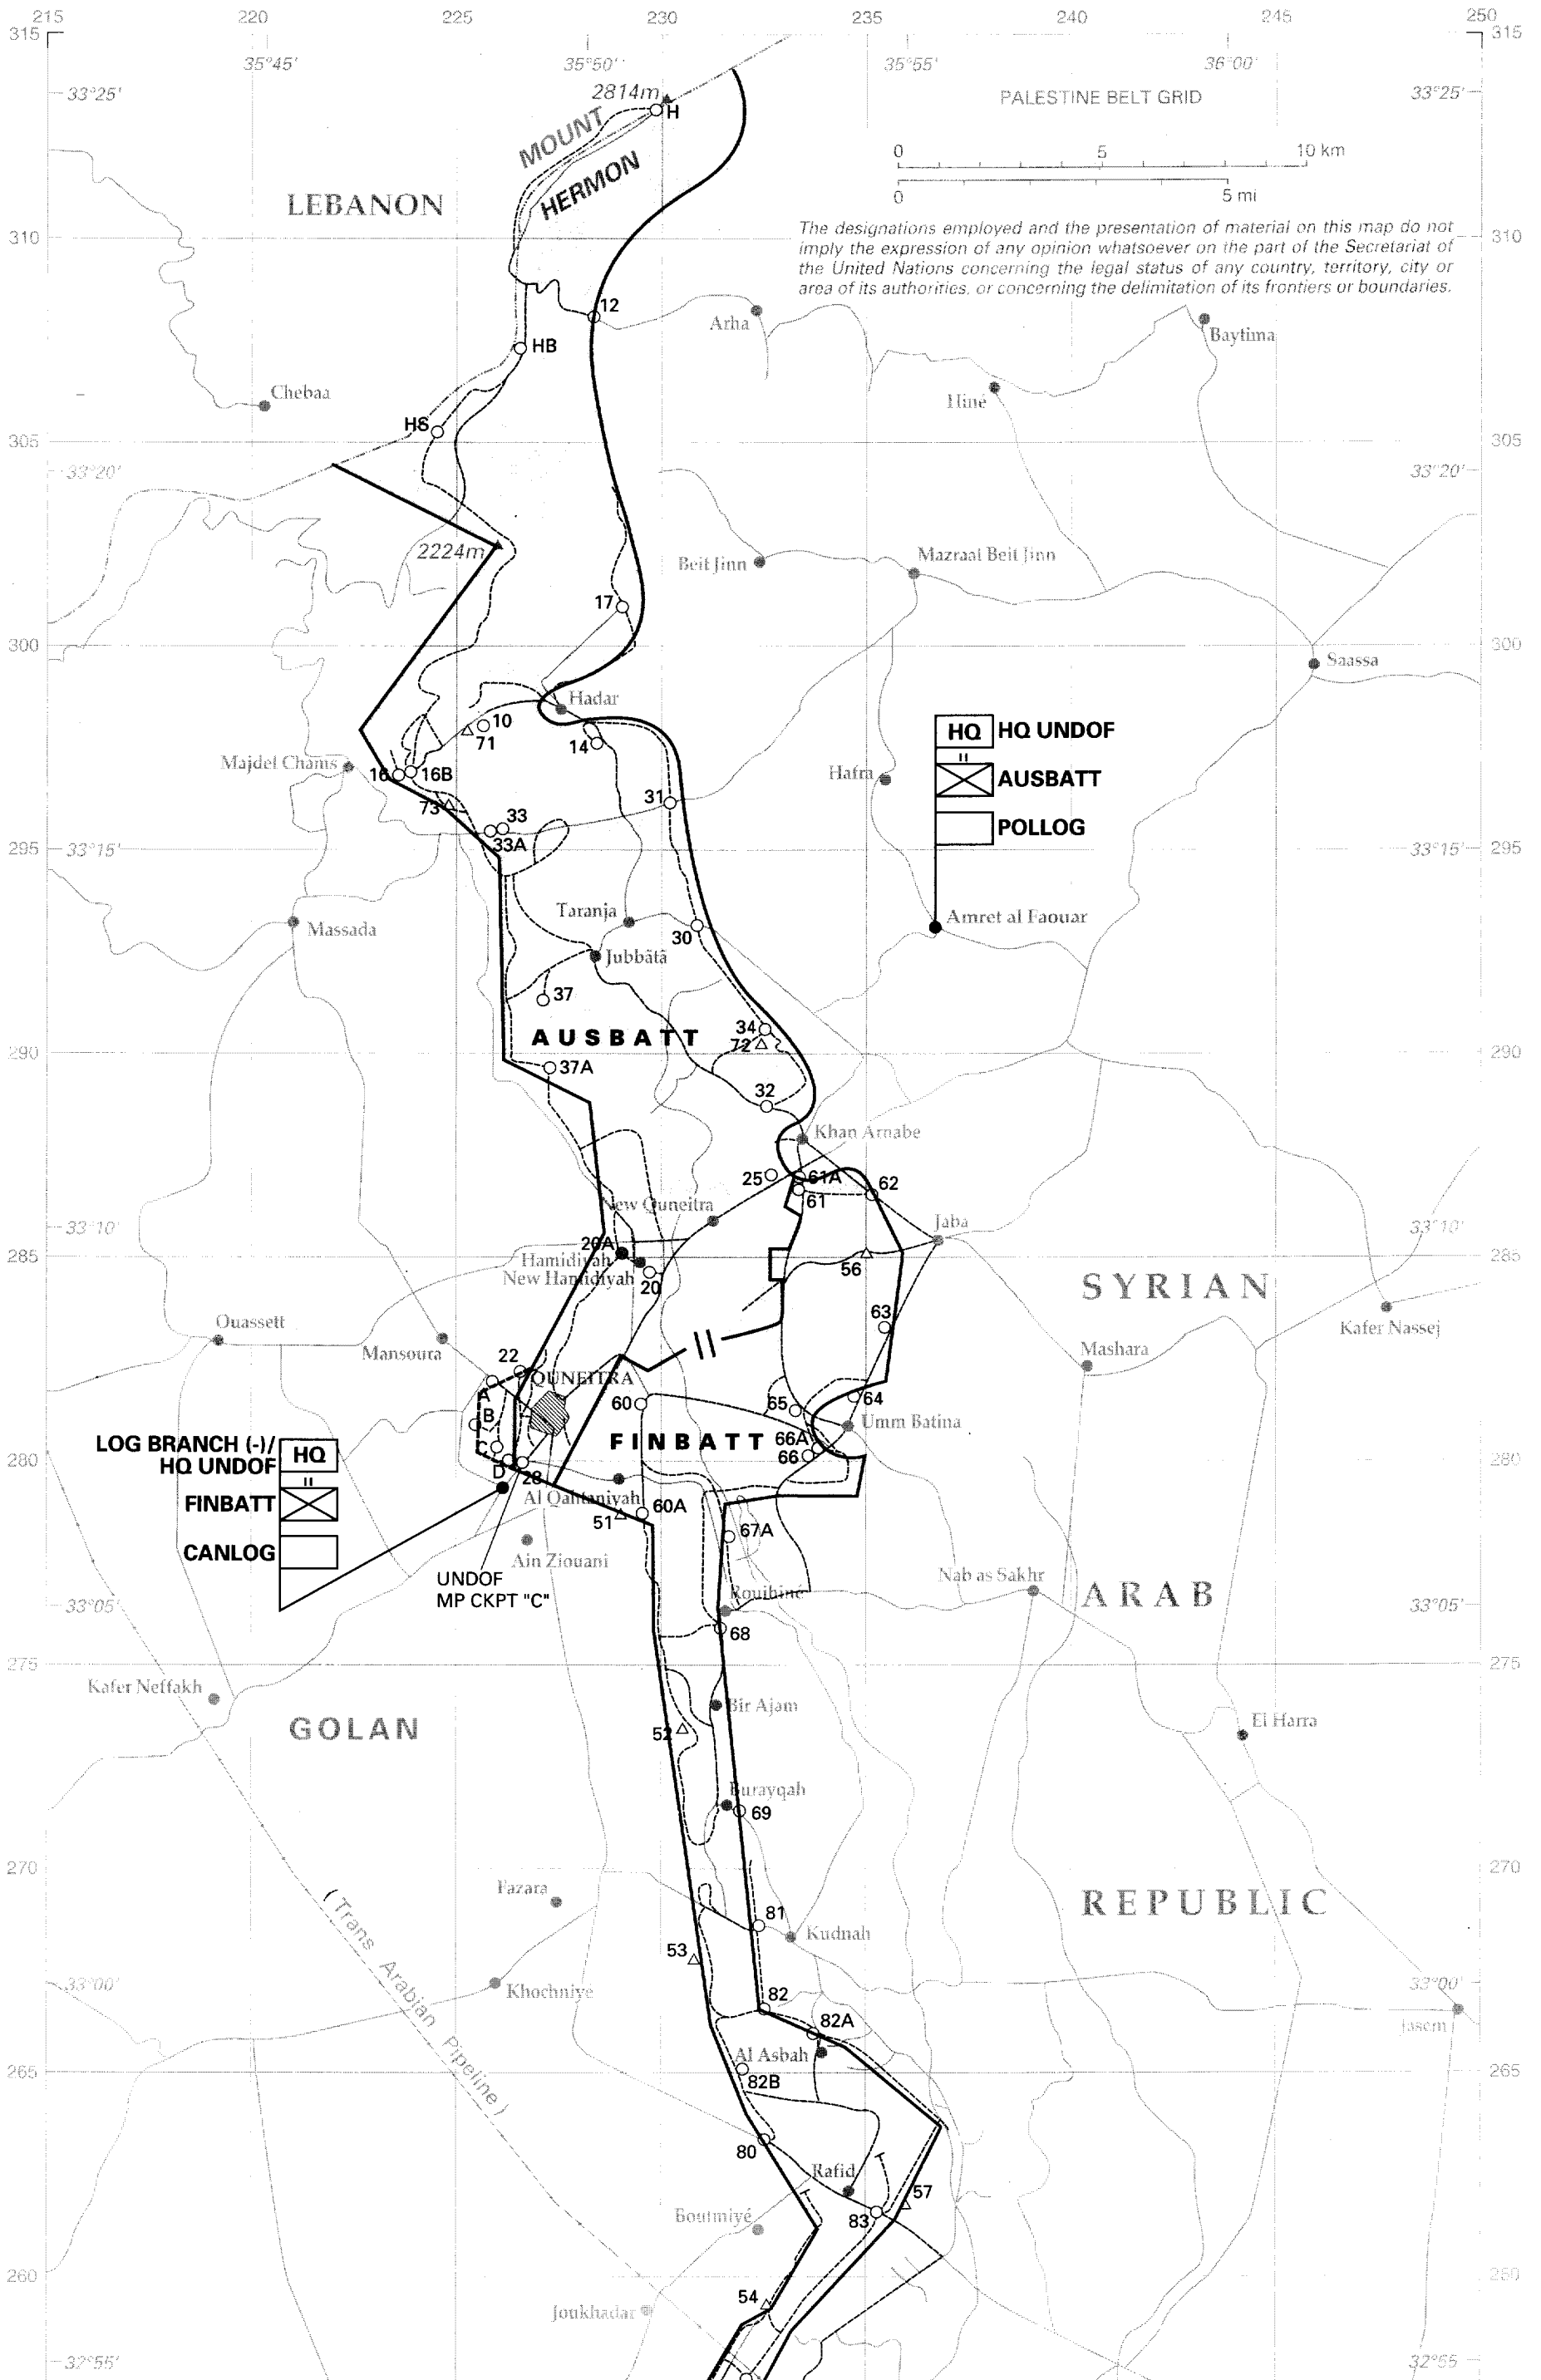 215 220 225 230 235 240 245 250
315 315
35°45' 35°50' 35°55' 36°00'
33°25' 33°25'
2814m
H
PALESTINE BELT GRID
MOUNT
HERMON
0 5 10 km
0 5 mi
LEBANON
The designations employed and the presentation of material on this map do not
imply the expression of any opinion whatsoever on the part of the Secretariat of
the United Nations concerning the legal status of any country, territory, city or
area of its authorities, or concerning the delimitation of its frontiers or boundaries.
310 310
12
Arha
Baytima
HB
Chebaa
Hiné
HS
305 305
33°20' 33°20'
2224m
Beit Jinn
Mazraat Beit Jinn
17
300 300
Saassa
Hadar
10
71
14
HQ HQ UNDOF
Majdel Chams
16
16B
Hafra
AUSBATT
73
31
33
33A
POLLOG
295 33°15' 33°15' 295
Taranja
Amret al Faouar
Massada
30
Jubbātā
37
AUSBATT
34
72
290 290
37A
32
Khan Arnabe
25
61A
62
61
New Quneitra
Jaba
33°10' 33°10'
20A
285 285
Hamidiyah
New Hamidiyah
20
56
SYRIAN
63
Ouassett
Kafer Nassej
Mansoura
Mashara
22
QUNEITRA
A
60
65
64
B
Umm Batina
LOG BRANCH (-)/
HQ UNDOF
HQ
FINBATT
66A
C
66
280 280
D
28
FINBATT
Al Qahtaniyah
60A
51
67A
CANLOG
Ain Ziouani
UNDOF
MP CKPT "C"
Nab as Sakhr
Rouihine
ARAB
33°05' 33°05'
68
275 275
Kafer Neffakh
Bir Ajam
GOLAN
52
El Harra
Burayqah
69
270 270
Fazara
REPUBLIC
(Trans Arabian Pipeline)
81
Kudnah
53
33°00' 33°00'
Khochniye
82
82A
Jasem
Al Asbah
265 265
82B
80
Rafid
57
Boutmiyé
83
260 260
54
Joukhadar
32°55' 32°55